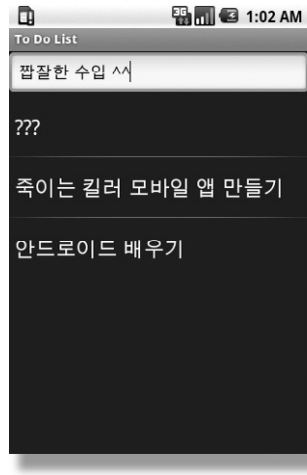 1:02 AM
To Do List
짭잘한 수입 ^^
???
죽이는 킬러 모바일 앱 만들기
안드로이드 배우기